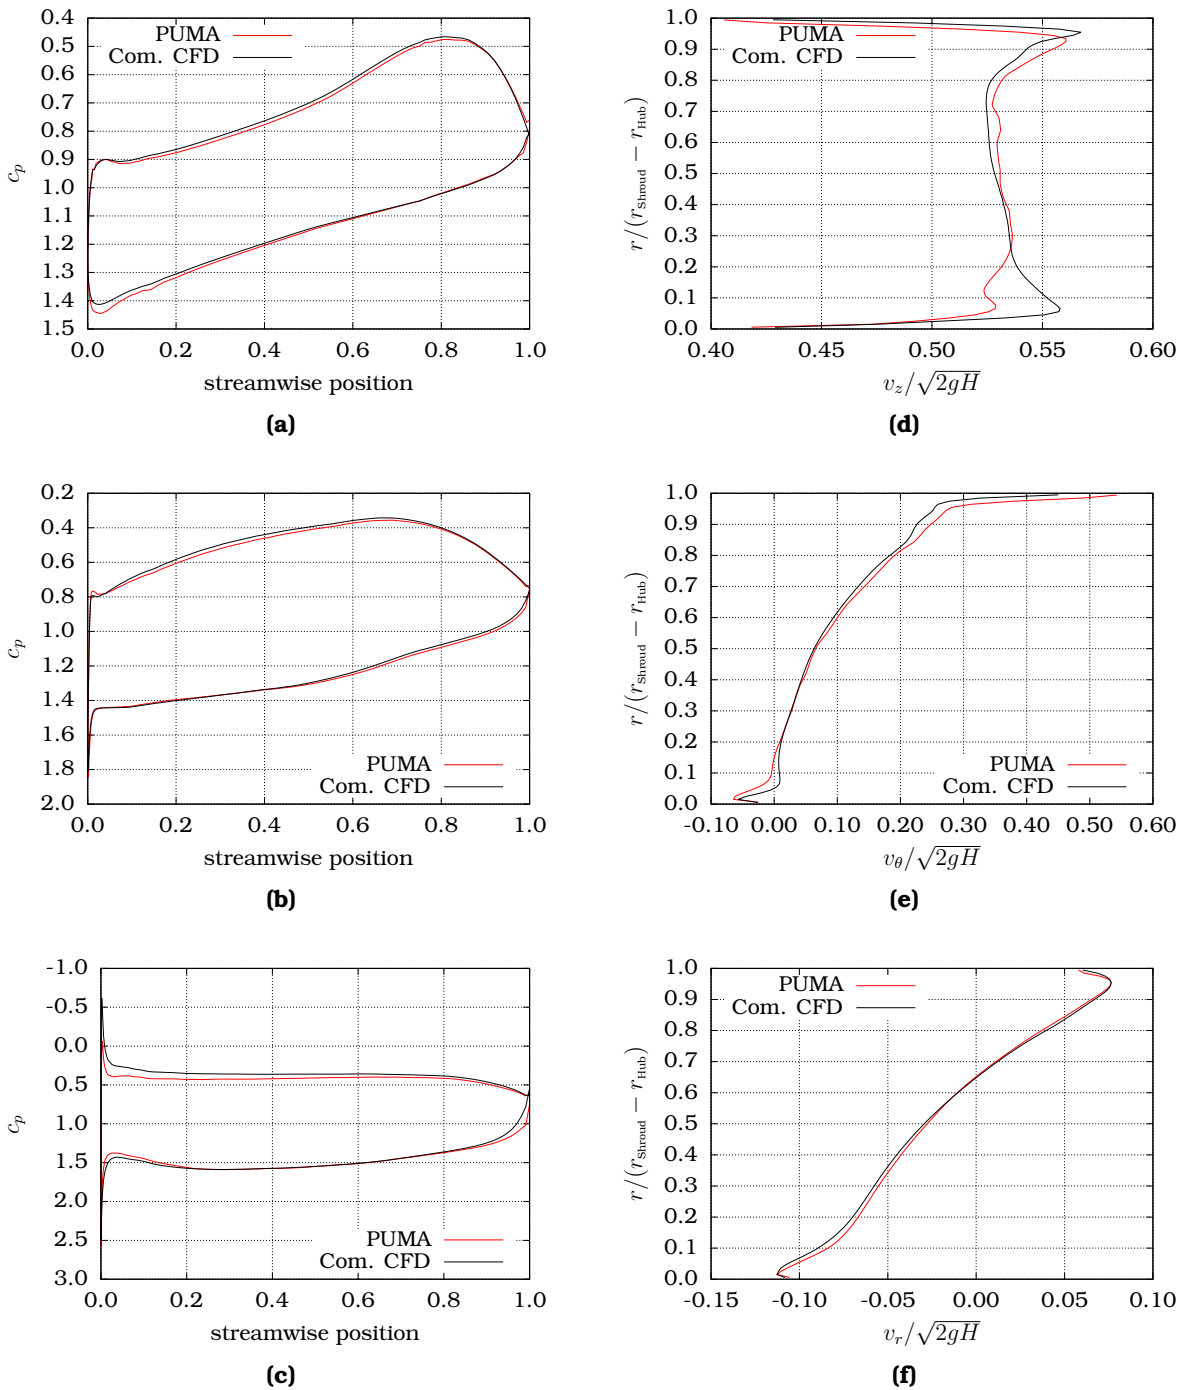 0.4
0.5
0.6
0.7
0.8
0.9
1.0
1.1
1.2
1.3
1.4
1.5
c_p
PUMA
Com. CFD
0.0 0.2 0.4 0.6 0.8 1.0
streamwise position
(a)
1.0
0.9
0.8
0.7
0.6
0.5
0.4
0.3
0.2
0.1
0.0
r/(r_Shroud − r_Hub)
PUMA
Com. CFD
0.40 0.45 0.50 0.55 0.60
v_z/√2gH
(d)
0.2
0.4
0.6
0.8
1.0
1.2
1.4
1.6
1.8
2.0
c_p
PUMA
Com. CFD
0.0 0.2 0.4 0.6 0.8 1.0
streamwise position
(b)
1.0
0.9
0.8
0.7
0.6
0.5
0.4
0.3
0.2
0.1
0.0
r/(r_Shroud − r_Hub)
PUMA
Com. CFD
-0.10 0.00 0.10 0.20 0.30 0.40 0.50 0.60
v_θ/√2gH
(e)
-1.0
-0.5
0.0
0.5
1.0
1.5
2.0
2.5
3.0
c_p
PUMA
Com. CFD
0.0 0.2 0.4 0.6 0.8 1.0
streamwise position
(c)
1.0
0.9
0.8
0.7
0.6
0.5
0.4
0.3
0.2
0.1
0.0
r/(r_Shroud − r_Hub)
PUMA
Com. CFD
-0.15 -0.10 -0.05 0.00 0.05 0.10
v_r/√2gH
(f)